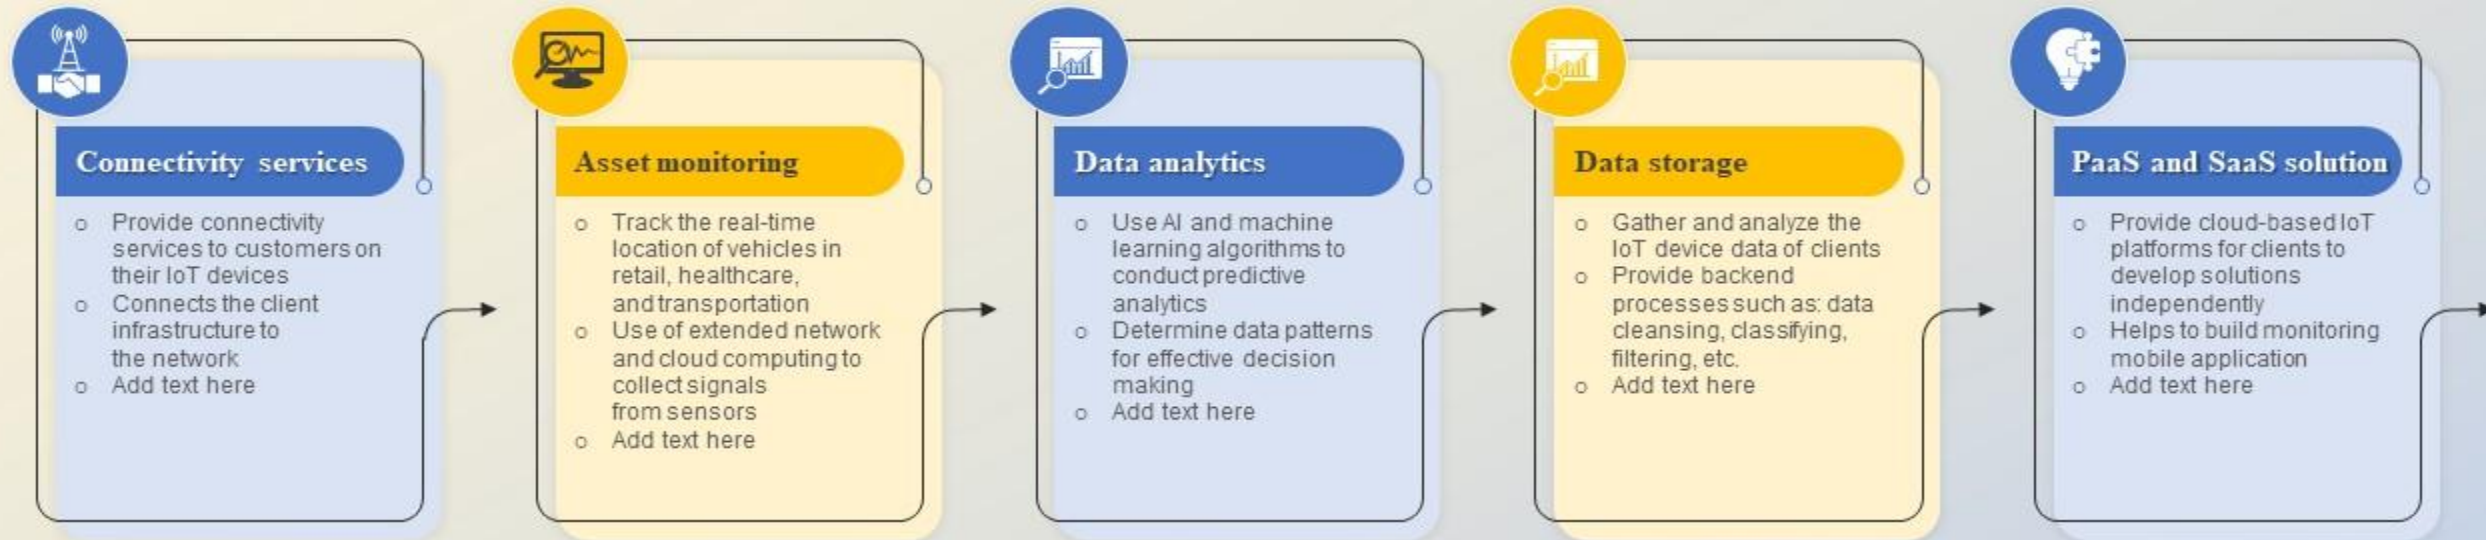 Connectivity services
o Provide connectivity
services to customers on
their IoT devices
o Connects the client
infrastructure to
the network
o Add text here
Asset monitoring
o Track the real-time
location of vehicles in
retail, healthcare,
and transportation
o Use of extended network
and cloud computing to
collect signals
from sensors
o Add text here
Data analytics
o Use AI and machine
learning algorithms to
conduct predictive
analytics
o Determine data patterns
for effective decision
making
o Add text here
Data storage
o Gather and analyze the
IoT device data of clients
o Provide backend
processes such as: data
cleansing, classifying,
filtering, etc.
o Add text here
PaaS and SaaS solution
o Provide cloud-based IoT
platforms for clients to
develop solutions
independently
o Helps to build monitoring
mobile application
o Add text here